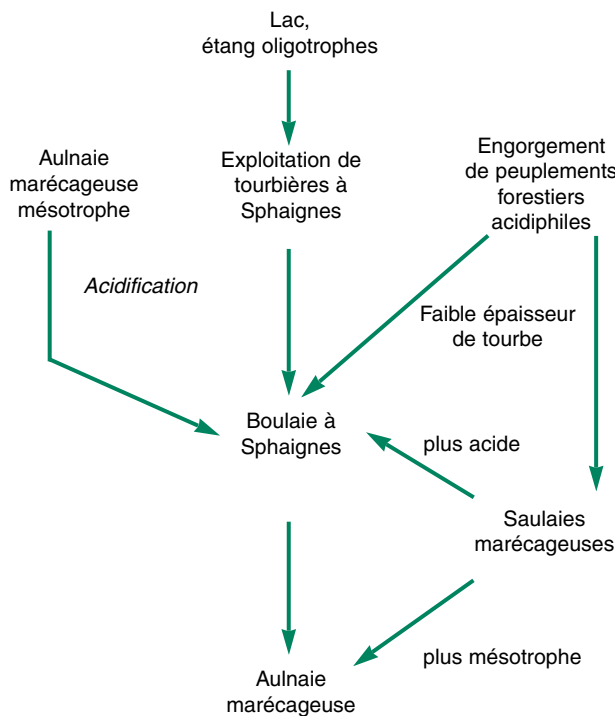 Lac,
étang oligotrophes
Aulnaie
marécageuse
mésotrophe
Exploitation de
tourbières à
Sphaignes
Engorgement
de peuplements
forestiers
acidiphiles
Acidification
Faible épaisseur
de tourbe
Boulaie à
Sphaignes
plus acide
Saulaies
marécageuses
plus mésotrophe
Aulnaie
marécageuse